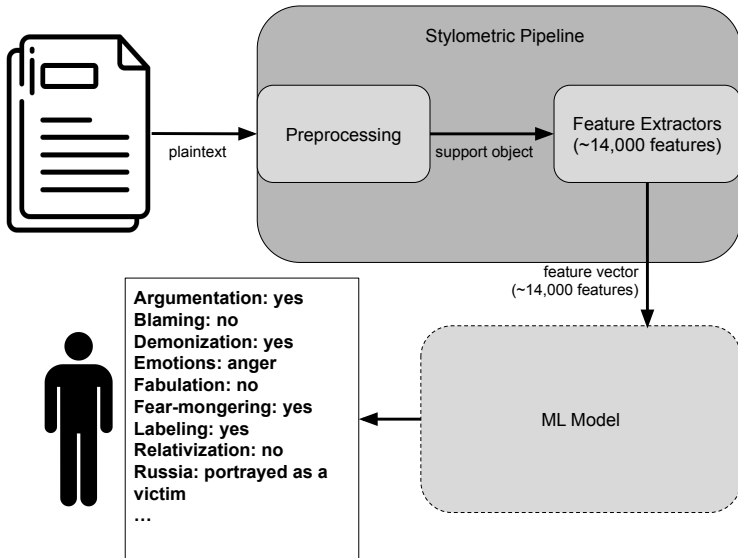 Stylometric Pipeline
plaintext
Preprocessing
support object
Feature Extractors
(~14,000 features)
feature vector
(~14,000 features)
ML Model
Argumentation: yes
Blaming: no
Demonization: yes
Emotions: anger
Fabulation: no
Fear-mongering: yes
Labeling: yes
Relativization: no
Russia: portrayed as a
victim
…